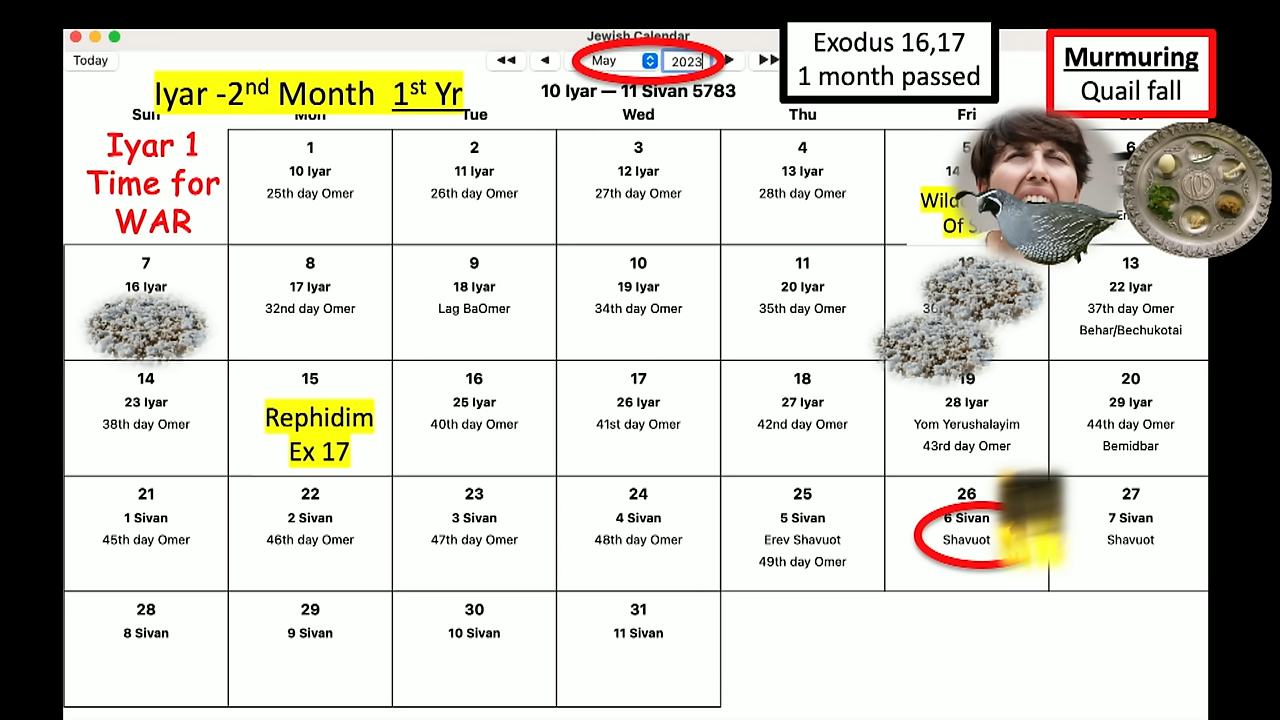 Jewish Calendar
Today
May
2023
Exodus 16,17
1 month passed
Murmuring
Quail fall
Iyar -2nd Month 1st Yr
10 Iyar — 11 Sivan 5783
Sun Mon Tue Wed Thu Fri
Iyar 1
Time for
WAR
1
10 Iyar
25th day Omer
2
11 Iyar
26th day Omer
3
12 Iyar
27th day Omer
4
13 Iyar
28th day Omer
5
14
Of
6
7
16 Iyar
8
17 Iyar
32nd day Omer
9
18 Iyar
Lag BaOmer
10
19 Iyar
34th day Omer
11
20 Iyar
35th day Omer
12
13
22 Iyar
37th day Omer
Behar/Bechukotai
14
23 Iyar
38th day Omer
15
Rephidim
Ex 17
16
25 Iyar
40th day Omer
17
26 Iyar
41st day Omer
18
27 Iyar
42nd day Omer
19
28 Iyar
Yom Yerushalayim
43rd day Omer
20
29 Iyar
44th day Omer
Bemidbar
21
1 Sivan
45th day Omer
22
2 Sivan
46th day Omer
23
3 Sivan
47th day Omer
24
4 Sivan
48th day Omer
25
5 Sivan
Erev Shavuot
49th day Omer
26
6 Sivan
Shavuot
27
7 Sivan
Shavuot
28
8 Sivan
29
9 Sivan
30
10 Sivan
31
11 Sivan